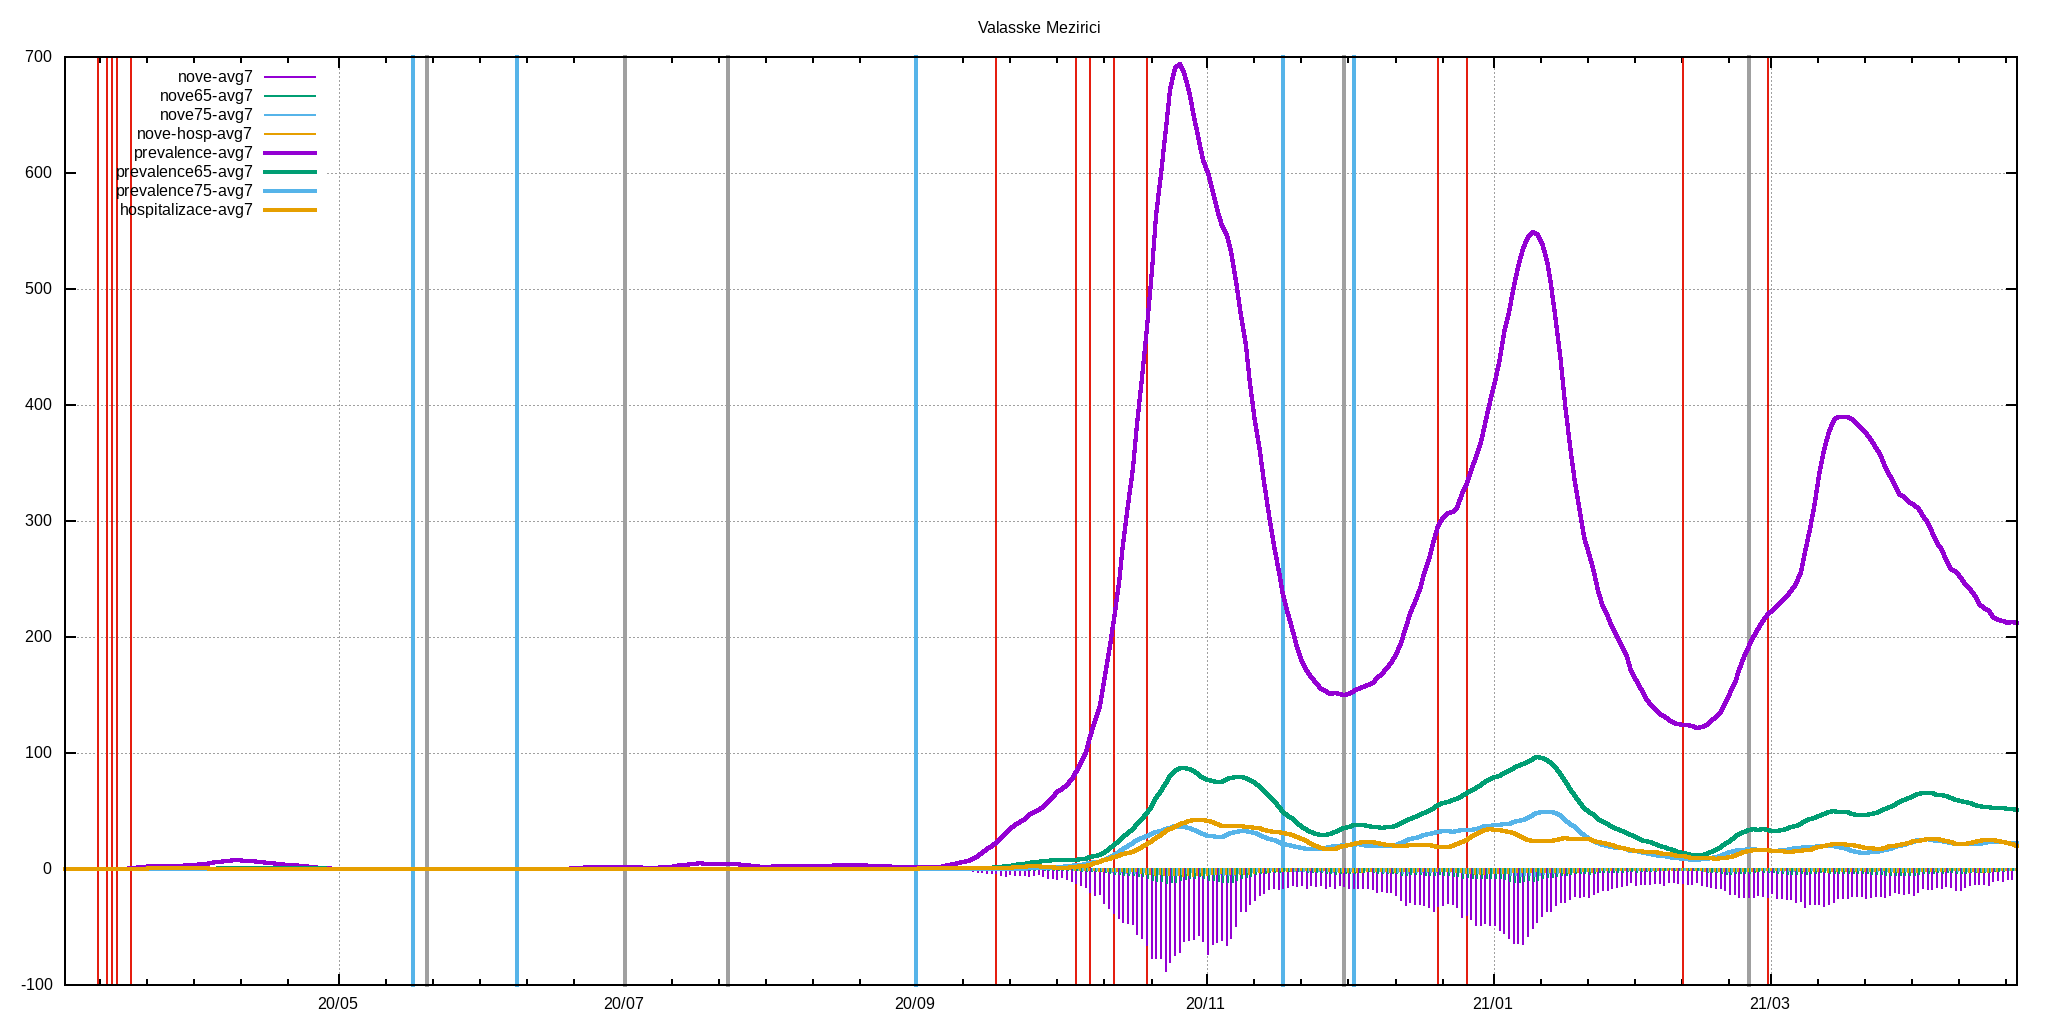 Valasske Mezirici
700
600
500
400
300
200
100
0
-100
nove-avg7
nove65-avg7
nove75-avg7
nove-hosp-avg7
prevalence-avg7
prevalence65-avg7
prevalence75-avg7
hospitalizace-avg7
20/05 20/07 20/09 20/11 21/01 21/03